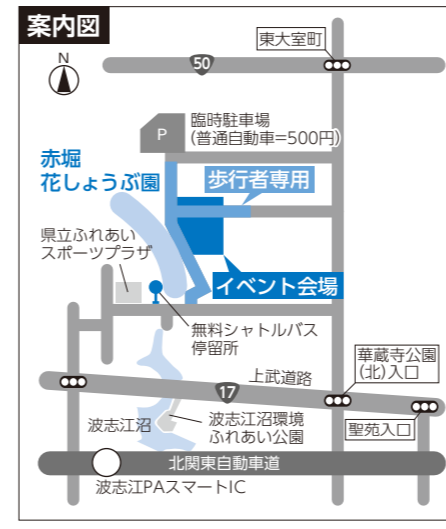 案内図
N
50
東大室町
P
臨時駐車場
(普通自動車=500円)
赤堀
花しょうぶ園
歩行者専用
県立ふれあい
スポーツプラザ
イベント会場
無料シャトルバス
停留所
華蔵寺公園
(北)入口
上武道路
17
波志江沼
波志江沼環境
ふれあい公園
聖苑入口
北関東自動車道
波志江PAスマートIC